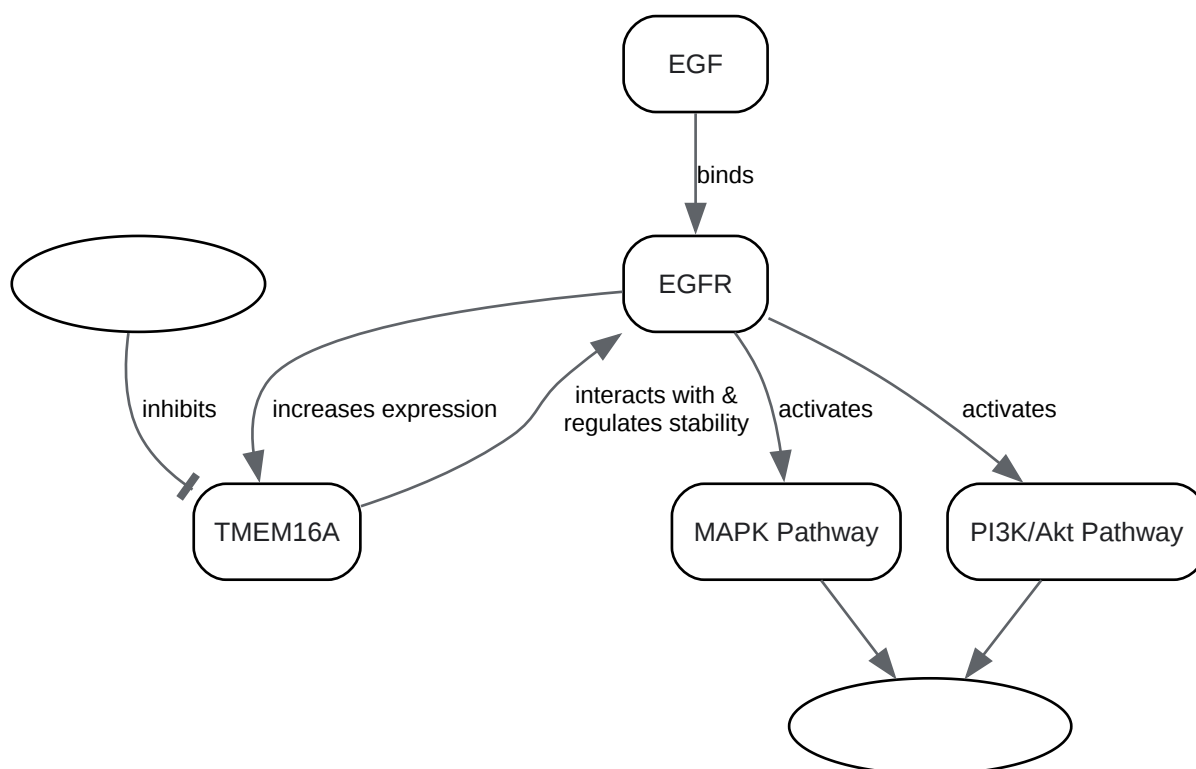 EGF
binds
EGFR
inhibits
increases expression
interacts with &
regulates stability
activates
activates
TMEM16A
MAPK Pathway
PI3K/Akt Pathway